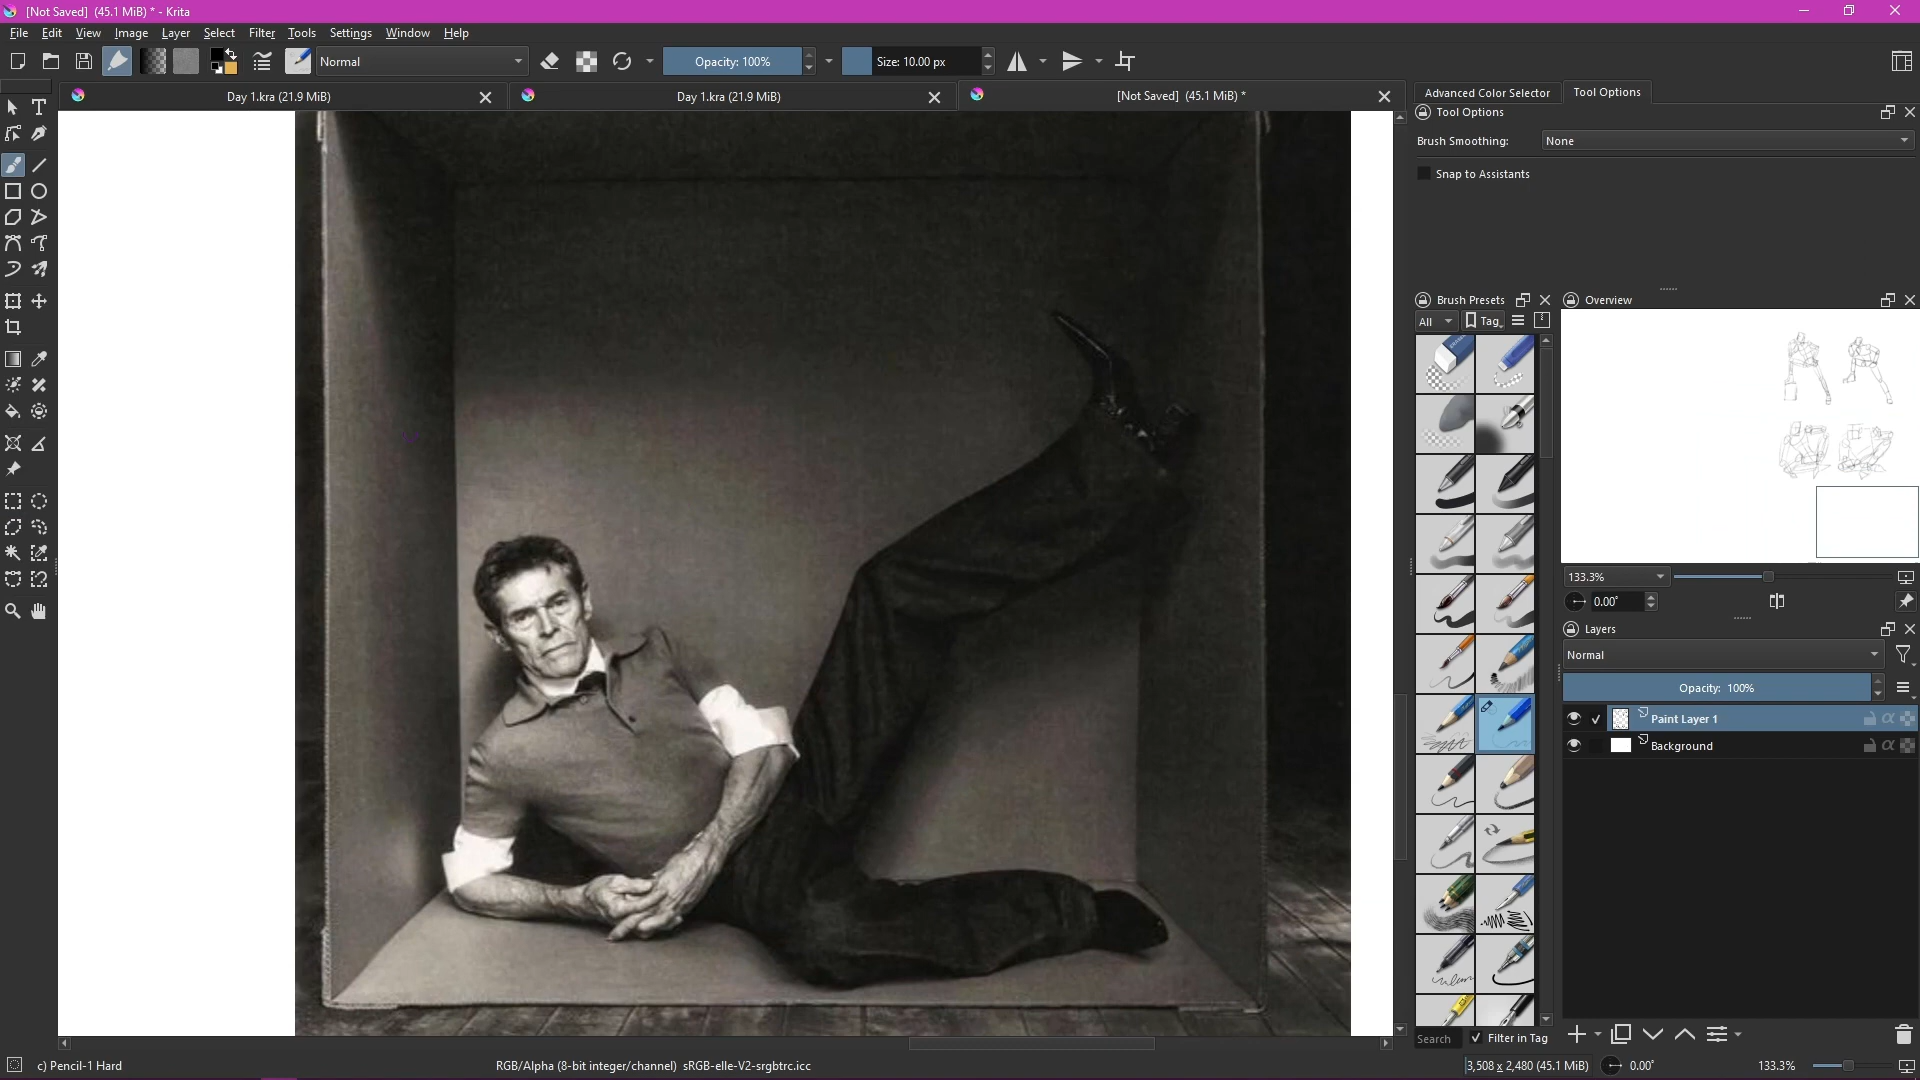 [Not Saved]  (45.1 MiB) * - Krita
File Edit View Image Layer Select Filter Tools Settings Window Help
Normal Opacity: 100% Size: 10.00 px
Day 1.kra (21.9 MiB) Day 1.kra (21.9 MiB) [Not Saved]  (45.1 MiB) *
Advanced Color Selector Tool Options
Tool Options
Brush Smoothing: None
Snap to Assistants
Brush Presets Overview
All Tag
133.3%
0.00°
Layers
Normal
Opacity:  100%
Paint Layer 1
Background
Search Filter in Tag
c) Pencil-1 Hard RGB/Alpha (8-bit integer/channel)  sRGB-elle-V2-srgbtrc.icc 3,508 x 2,480 (45.1 MiB) 0.00° 133.3%